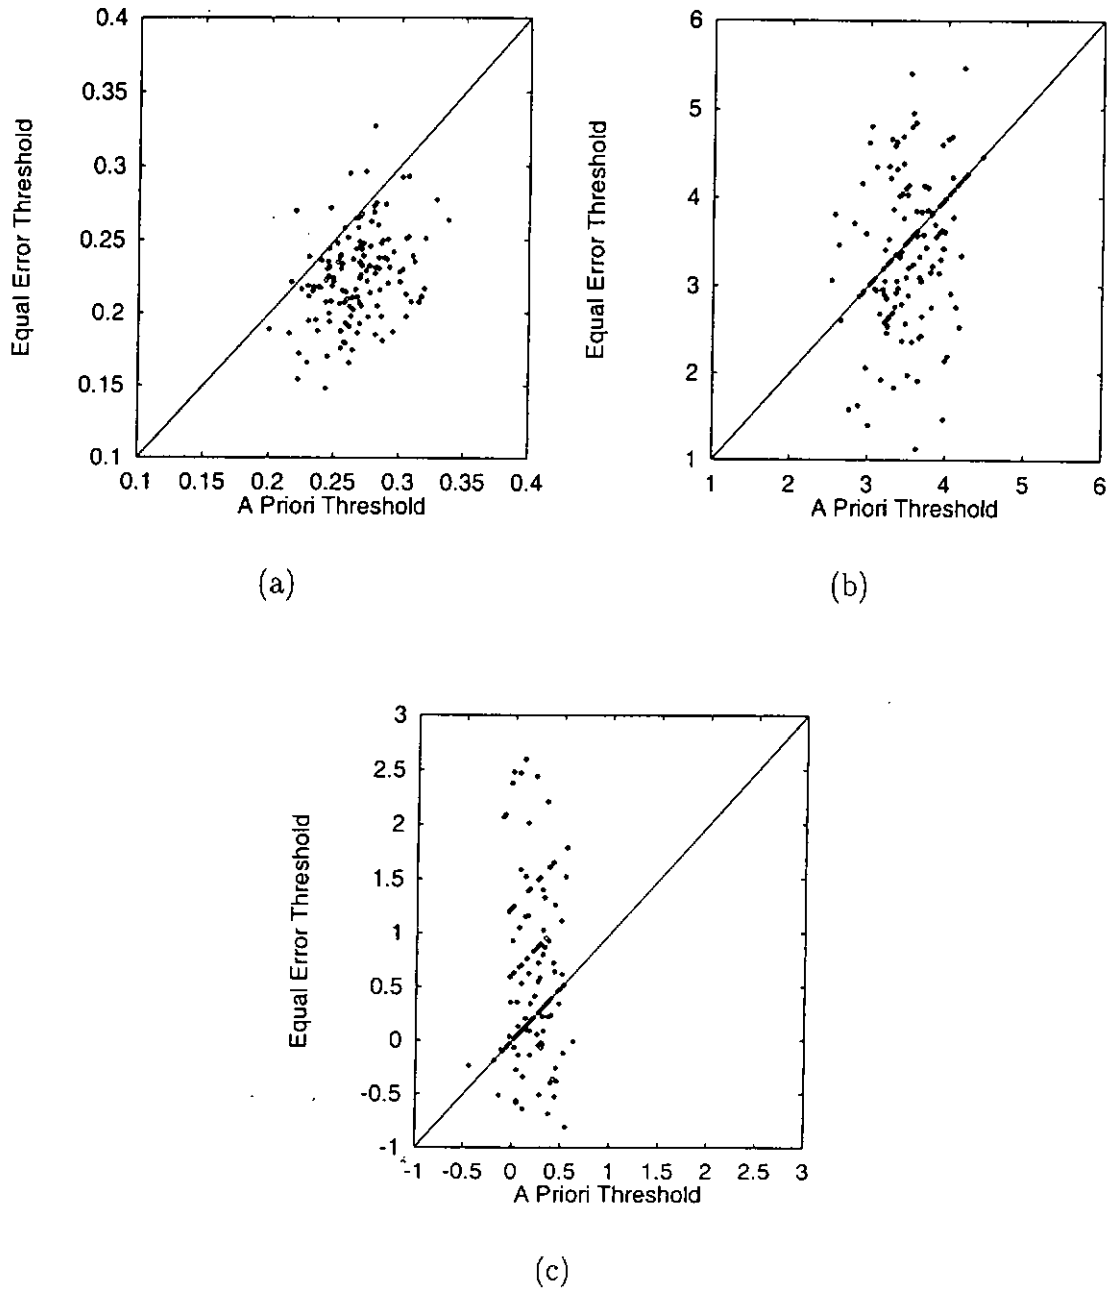 0.4
0.35
0.3
0.25
0.2
0.15
0.1
Equal Error Threshold
0.1 0.15 0.2 0.25 0.3 0.35 0.4
A Priori Threshold
(a)
6
5
4
3
2
1
Equal Error Threshold
1 2 3 4 5 6
A Priori Threshold
(b)
3
2.5
2
1.5
1
0.5
0
-0.5
-1
Equal Error Threshold
-1 -0.5 0 0.5 1 1.5 2 2.5 3
A Priori Threshold
(c)